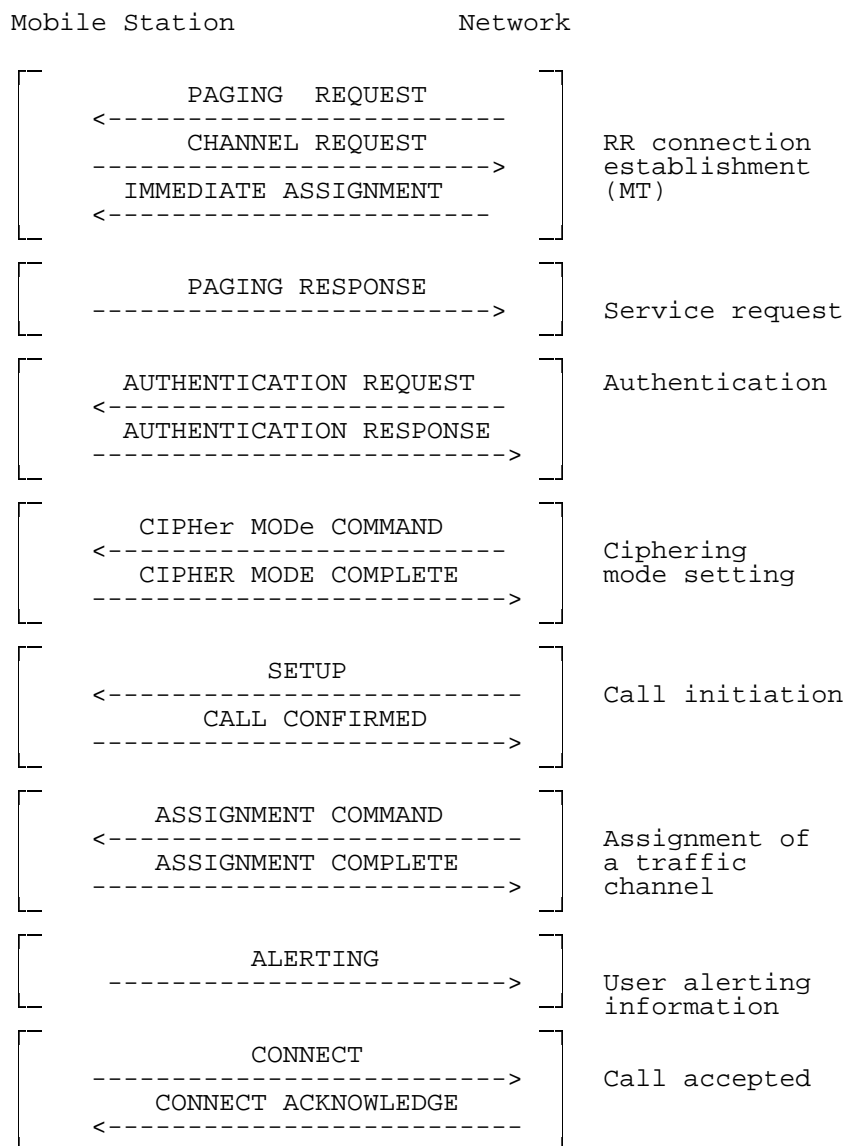 Mobile Station Network
PAGING REQUEST
<-------------------------
CHANNEL REQUEST RR connection
-------------------------> establishment
IMMEDIATE ASSIGNMENT (MT)
<------------------------
PAGING RESPONSE
-------------------------> Service request
AUTHENTICATION REQUEST Authentication
<-------------------------
AUTHENTICATION RESPONSE
-------------------------->
CIPHer MODe COMMAND
<------------------------- Ciphering
CIPHER MODE COMPLETE mode setting
-------------------------->
SETUP
<-------------------------- Call initiation
CALL CONFIRMED
-------------------------->
ASSIGNMENT COMMAND
<-------------------------- Assignment of
ASSIGNMENT COMPLETE a traffic
--------------------------> channel
ALERTING
-------------------------> User alerting
information
CONNECT
--------------------------> Call accepted
CONNECT ACKNOWLEDGE
<--------------------------